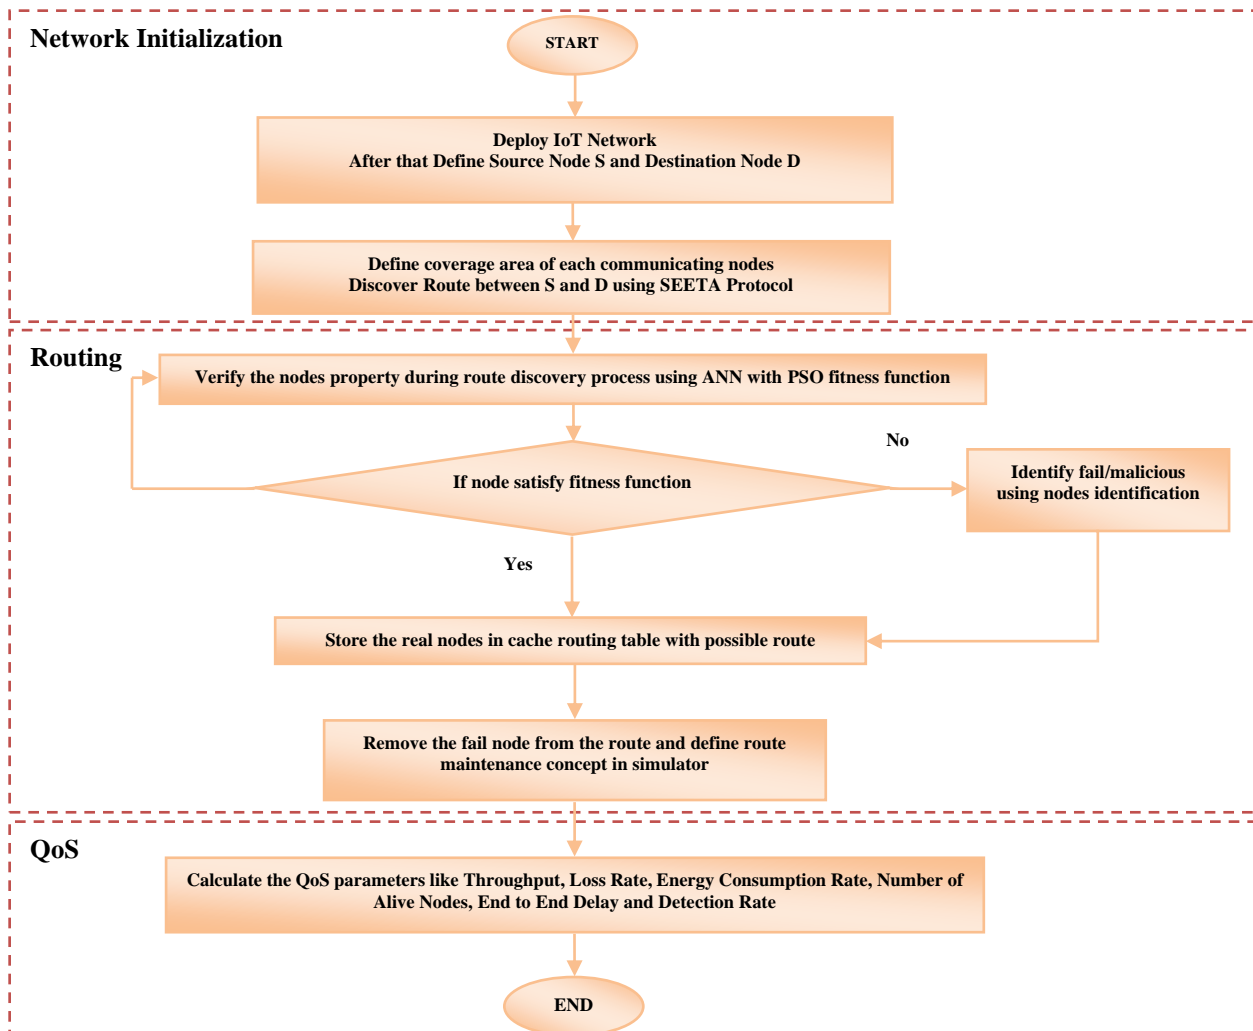 Network Initialization
START
Deploy IoT Network
After that Define Source Node S and Destination Node D
Define coverage area of each communicating nodes
Discover Route between S and D using SEETA Protocol
Routing
Verify the nodes property during route discovery process using ANN with PSO fitness function
No
If node satisfy fitness function
Identify fail/malicious
using nodes identification
Yes
Store the real nodes in cache routing table with possible route
Remove the fail node from the route and define route
maintenance concept in simulator
QoS
Calculate the QoS parameters like Throughput, Loss Rate, Energy Consumption Rate, Number of
Alive Nodes, End to End Delay and Detection Rate
END